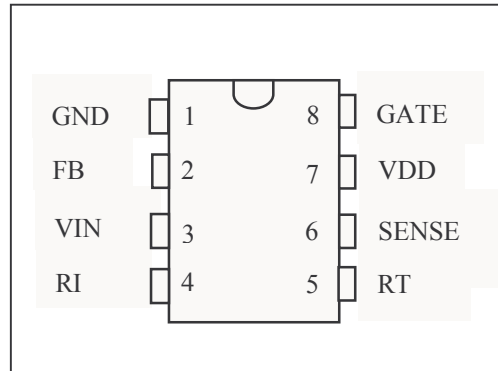 GND 1 8 GATE
FB 2 7 VDD
VIN 3 6 SENSE
RI 4 5 RT